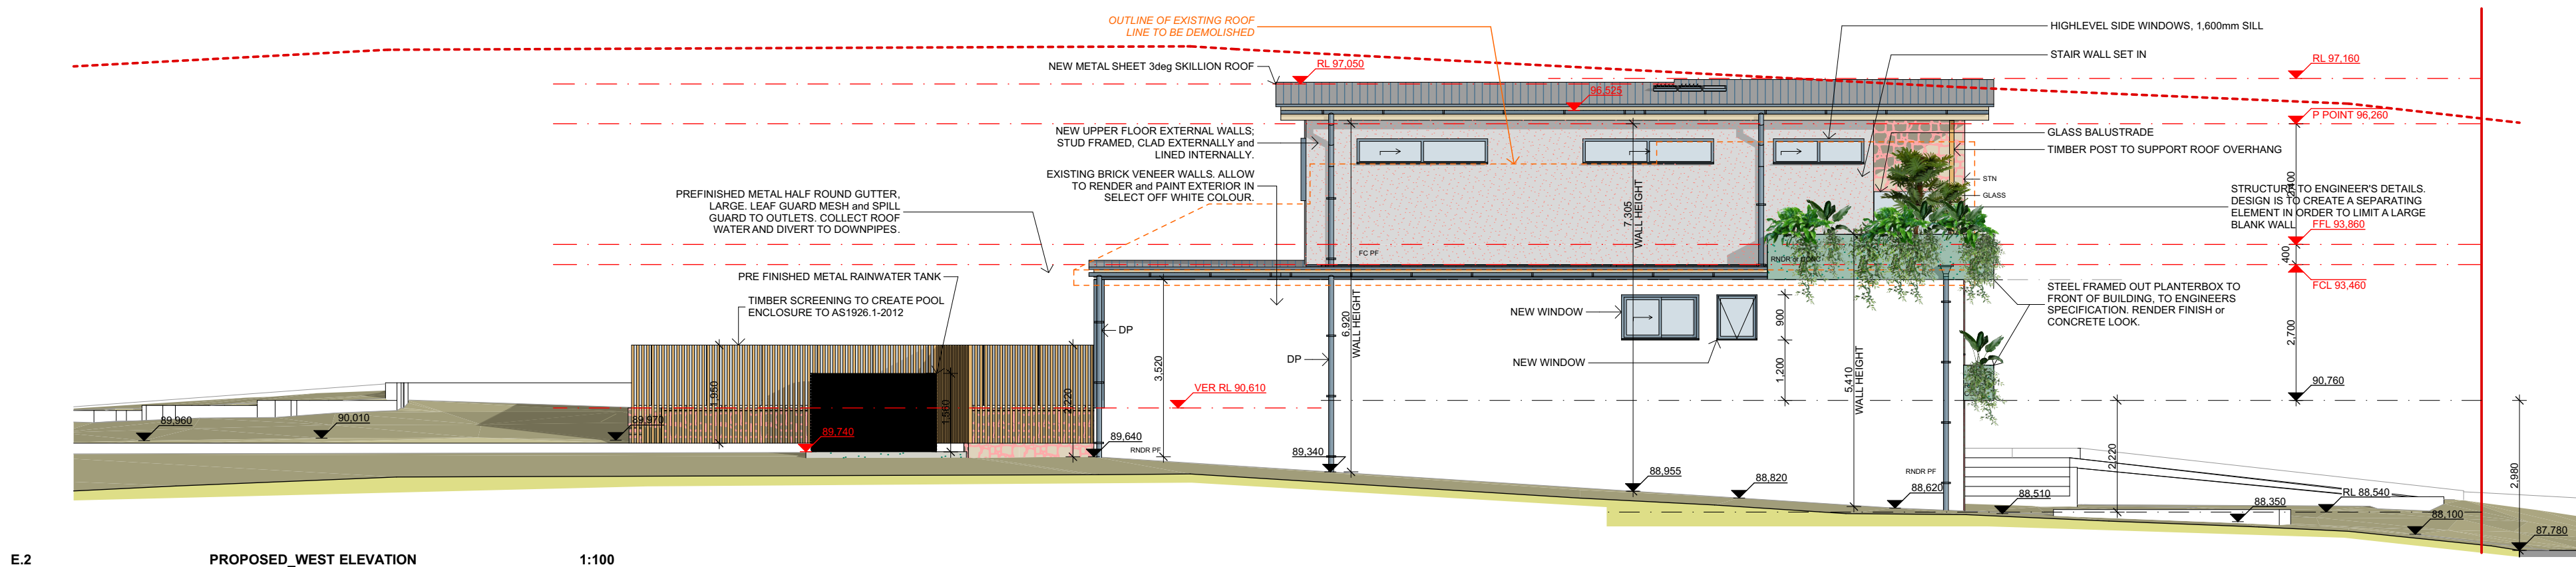 OUTLINE OF EXISTING ROOF
LINE TO BE DEMOLISHED
NEW METAL SHEET 3deg SKILLION ROOF
RL 97,050
96,525
HIGHLEVEL SIDE WINDOWS, 1,600mm SILL
STAIR WALL SET IN
RL 97,160
P POINT 96,260
GLASS BALUSTRADE
TIMBER POST TO SUPPORT ROOF OVERHANG
NEW UPPER FLOOR EXTERNAL WALLS;
STUD FRAMED, CLAD EXTERNALLY and
LINED INTERNALLY.
EXISTING BRICK VENEER WALLS. ALLOW
TO RENDER and PAINT EXTERIOR IN
SELECT OFF WHITE COLOUR.
PREFINISHED METAL HALF ROUND GUTTER,
LARGE. LEAF GUARD MESH and SPILL
GUARD TO OUTLETS. COLLECT ROOF
WATER AND DIVERT TO DOWNPIPES.
STN
GLASS
2,400
STRUCTURE TO ENGINEER'S DETAILS.
DESIGN IS TO CREATE A SEPARATING
ELEMENT IN ORDER TO LIMIT A LARGE
BLANK WALL
FFL 93,860
400
FCL 93,460
7,305
WALL HEIGHT
FC PF
PRE FINISHED METAL RAINWATER TANK
TIMBER SCREENING TO CREATE POOL
ENCLOSURE TO AS1926.1-2012
STEEL FRAMED OUT PLANTERBOX TO
FRONT OF BUILDING, TO ENGINEERS
SPECIFICATION. RENDER FINISH or
CONCRETE LOOK.
NEW WINDOW
NEW WINDOW
DP
DP
6,920
WALL HEIGHT
3,520
900
1,200
5,410
WALL HEIGHT
2,700
90,760
VER RL 90,610
1,950
1,560
2,220
89,960
90,010
89,970
89,740
89,640
RNDR PF
89,340
88,955
88,820
RNDR PF
88,620
88,510
2,220
RL 88,540
88,350
88,100
2,980
87,780
E.2
PROPOSED_WEST ELEVATION
1:100